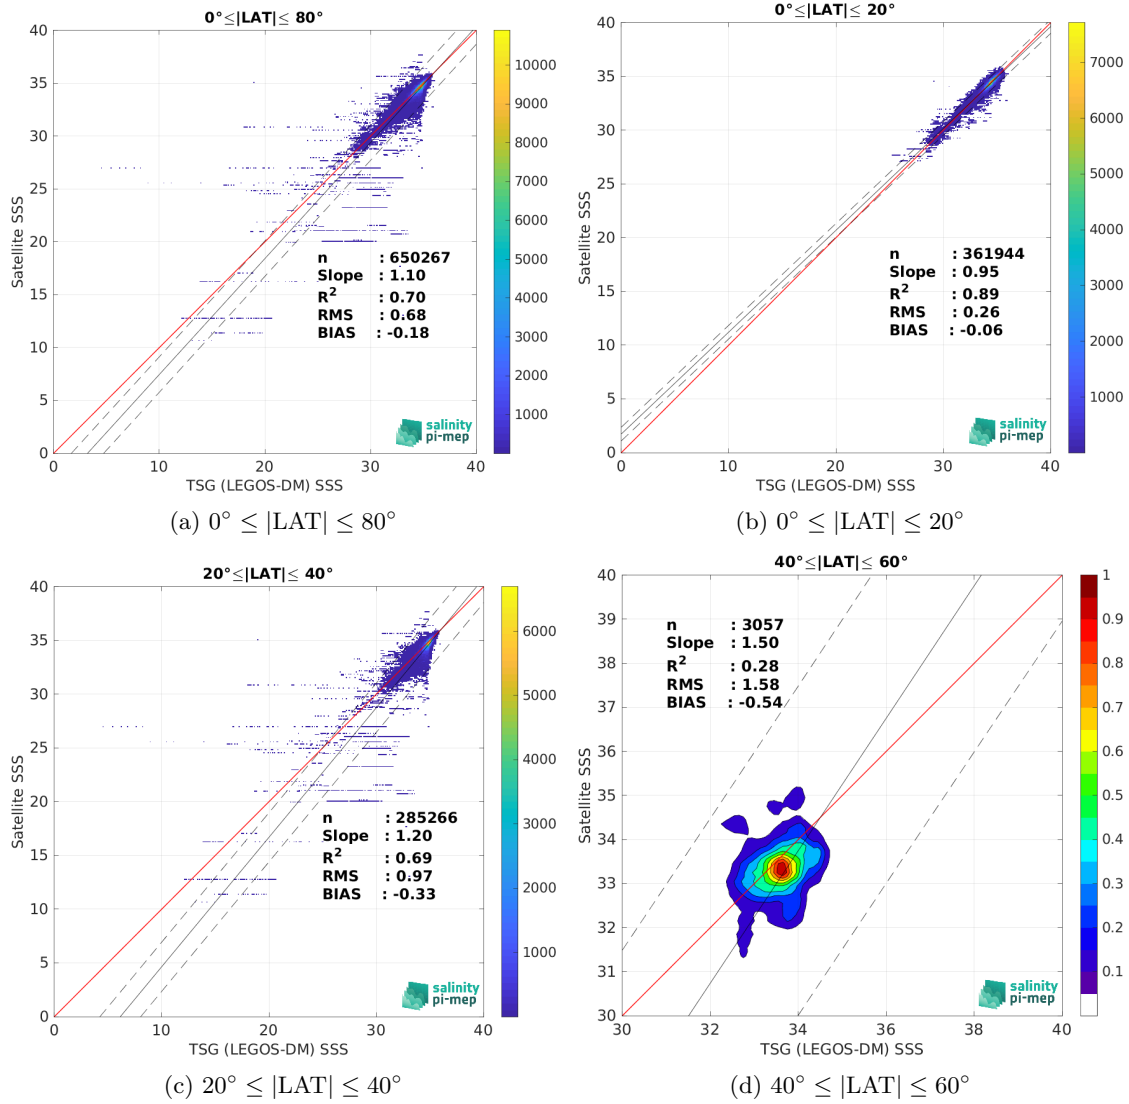 0°≤|LAT|≤ 80°
40
35
30
25
20
15
10
5
0
0
10
20
30
40
Satellite SSS
TSG (LEGOS-DM) SSS
n : 650267
Slope : 1.10
R² : 0.70
RMS : 0.68
BIAS : -0.18
salinity
pi-mep
10000
9000
8000
7000
6000
5000
4000
3000
2000
1000
(a) 0° ≤ |LAT| ≤ 80°
0°≤|LAT|≤ 20°
40
35
30
25
20
15
10
5
0
0
10
20
30
40
Satellite SSS
TSG (LEGOS-DM) SSS
n : 361944
Slope : 0.95
R² : 0.89
RMS : 0.26
BIAS : -0.06
salinity
pi-mep
7000
6000
5000
4000
3000
2000
1000
(b) 0° ≤ |LAT| ≤ 20°
20°≤|LAT|≤ 40°
40
35
30
25
20
15
10
5
0
0
10
20
30
40
Satellite SSS
TSG (LEGOS-DM) SSS
n : 285266
Slope : 1.20
R² : 0.69
RMS : 0.97
BIAS : -0.33
salinity
pi-mep
6000
5000
4000
3000
2000
1000
(c) 20° ≤ |LAT| ≤ 40°
40°≤|LAT|≤ 60°
40
39
38
37
36
35
34
33
32
31
30
30
32
34
36
38
40
Satellite SSS
TSG (LEGOS-DM) SSS
n : 3057
Slope : 1.50
R² : 0.28
RMS : 1.58
BIAS : -0.54
salinity
pi-mep
1
0.9
0.8
0.7
0.6
0.5
0.4
0.3
0.2
0.1
(d) 40° ≤ |LAT| ≤ 60°